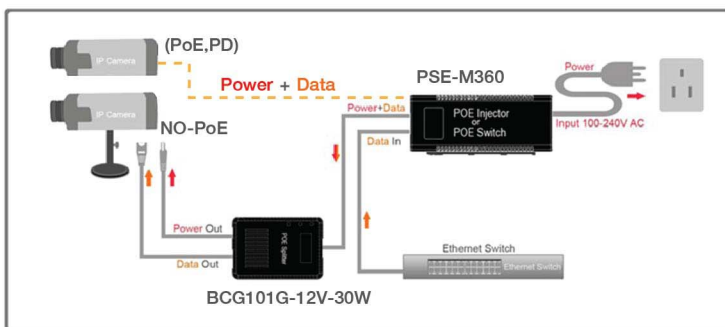 (PoE,PD)
IP Camera
Power + Data
PSE-M360
Power
IP Camera
NO-PoE
Power+Data
POE Injector
or
POE Switch
Data In
Input 100-240V AC
Power Out
Data Out
POE Splitter
BCG101G-12V-30W
Ethernet Switch
Ethernet Switch